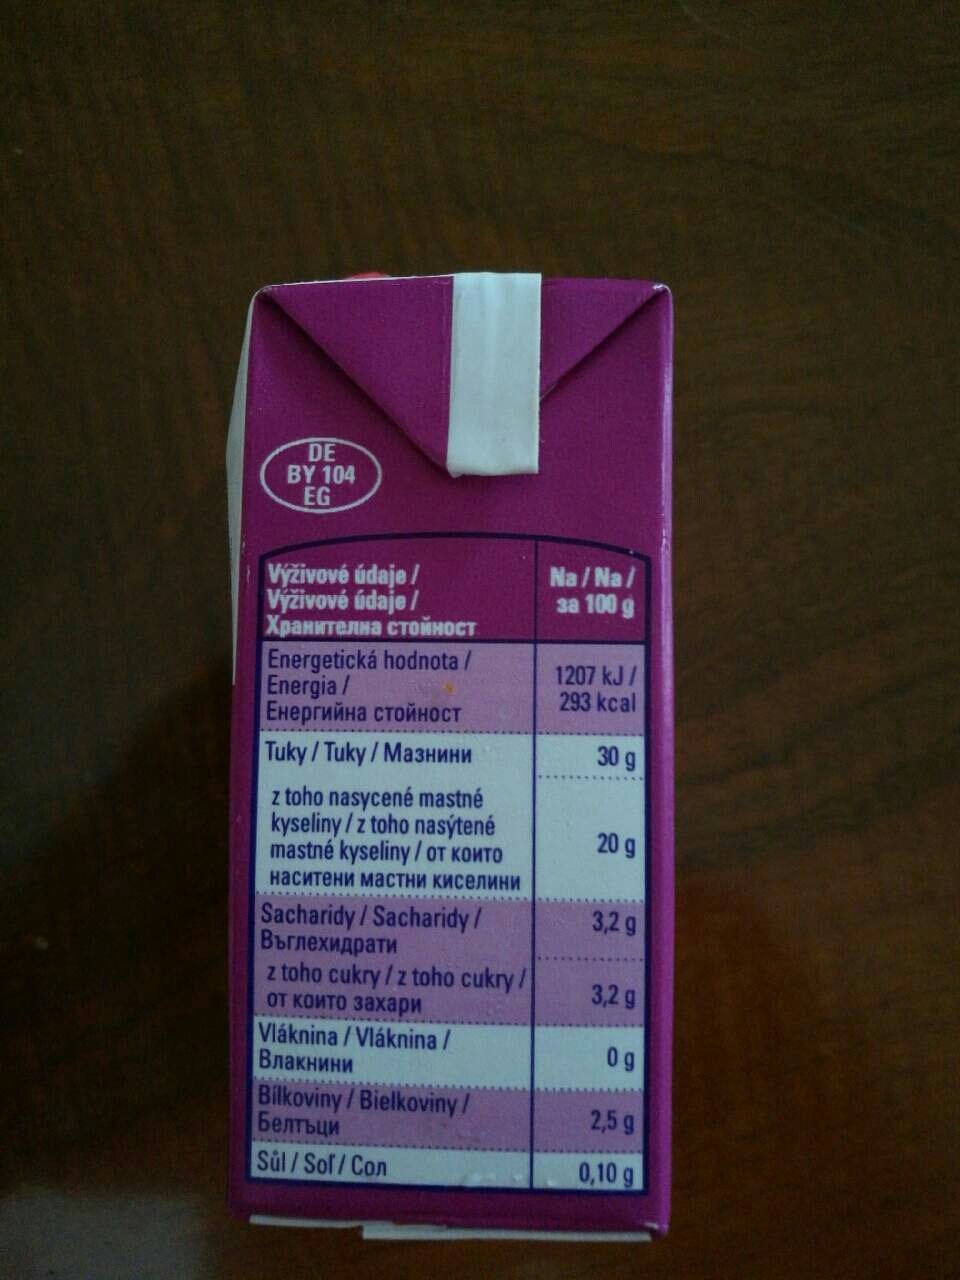 DE
BY 104
EG
Výživové údaje /
Výživové údaje /
Хранителна стойност
Na / Na /
за 100 g
Energetická hodnota /
Energia /
Енергийна стойност
1207 kJ /
293 kcal
Tuky / Tuky / Мазнини
30 g
z toho nasycené mastné
kyseliny / z toho nasýtené
mastné kyseliny / от които
наситени мастни киселини
20 g
Sacharidy / Sacharidy /
Въглехидрати
3,2 g
z toho cukry / z toho cukry /
от които захари
3,2 g
Vláknina / Vláknina /
Влакнини
0 g
Bílkoviny / Bielkoviny /
Белтъци
2,5 g
Sůl / Soľ / Сол
0,10 g